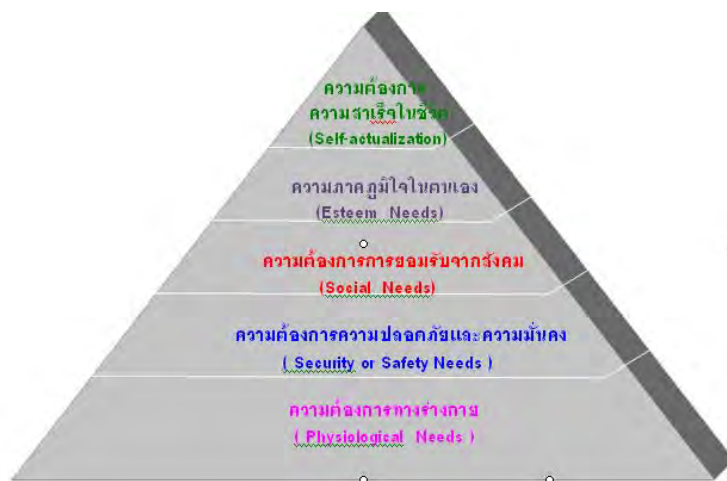 ความต้องการ
ความสาเร็จในชีวิต
(Self-actualization)
ความภาคภูมิใจในตนเอง
(Esteem Needs)
ความต้องการการยอมรับจากสังคม
(Social Needs)
ความต้องการความปลอดภัยและความมั่นคง
( Security or Safety Needs )
ความต้องการทางร่างกาย
( Physiological Needs )